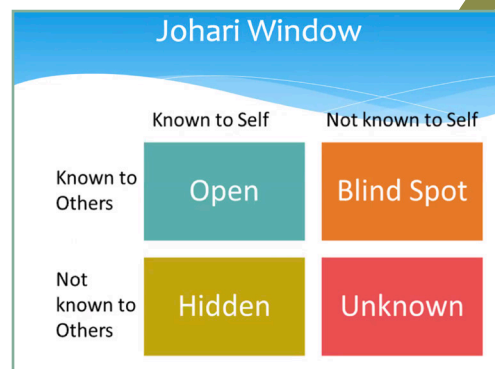 Johari Window
Known to Self
Not known to Self
Known to
Others
Open
Blind Spot
Not
known to
Others
Hidden
Unknown